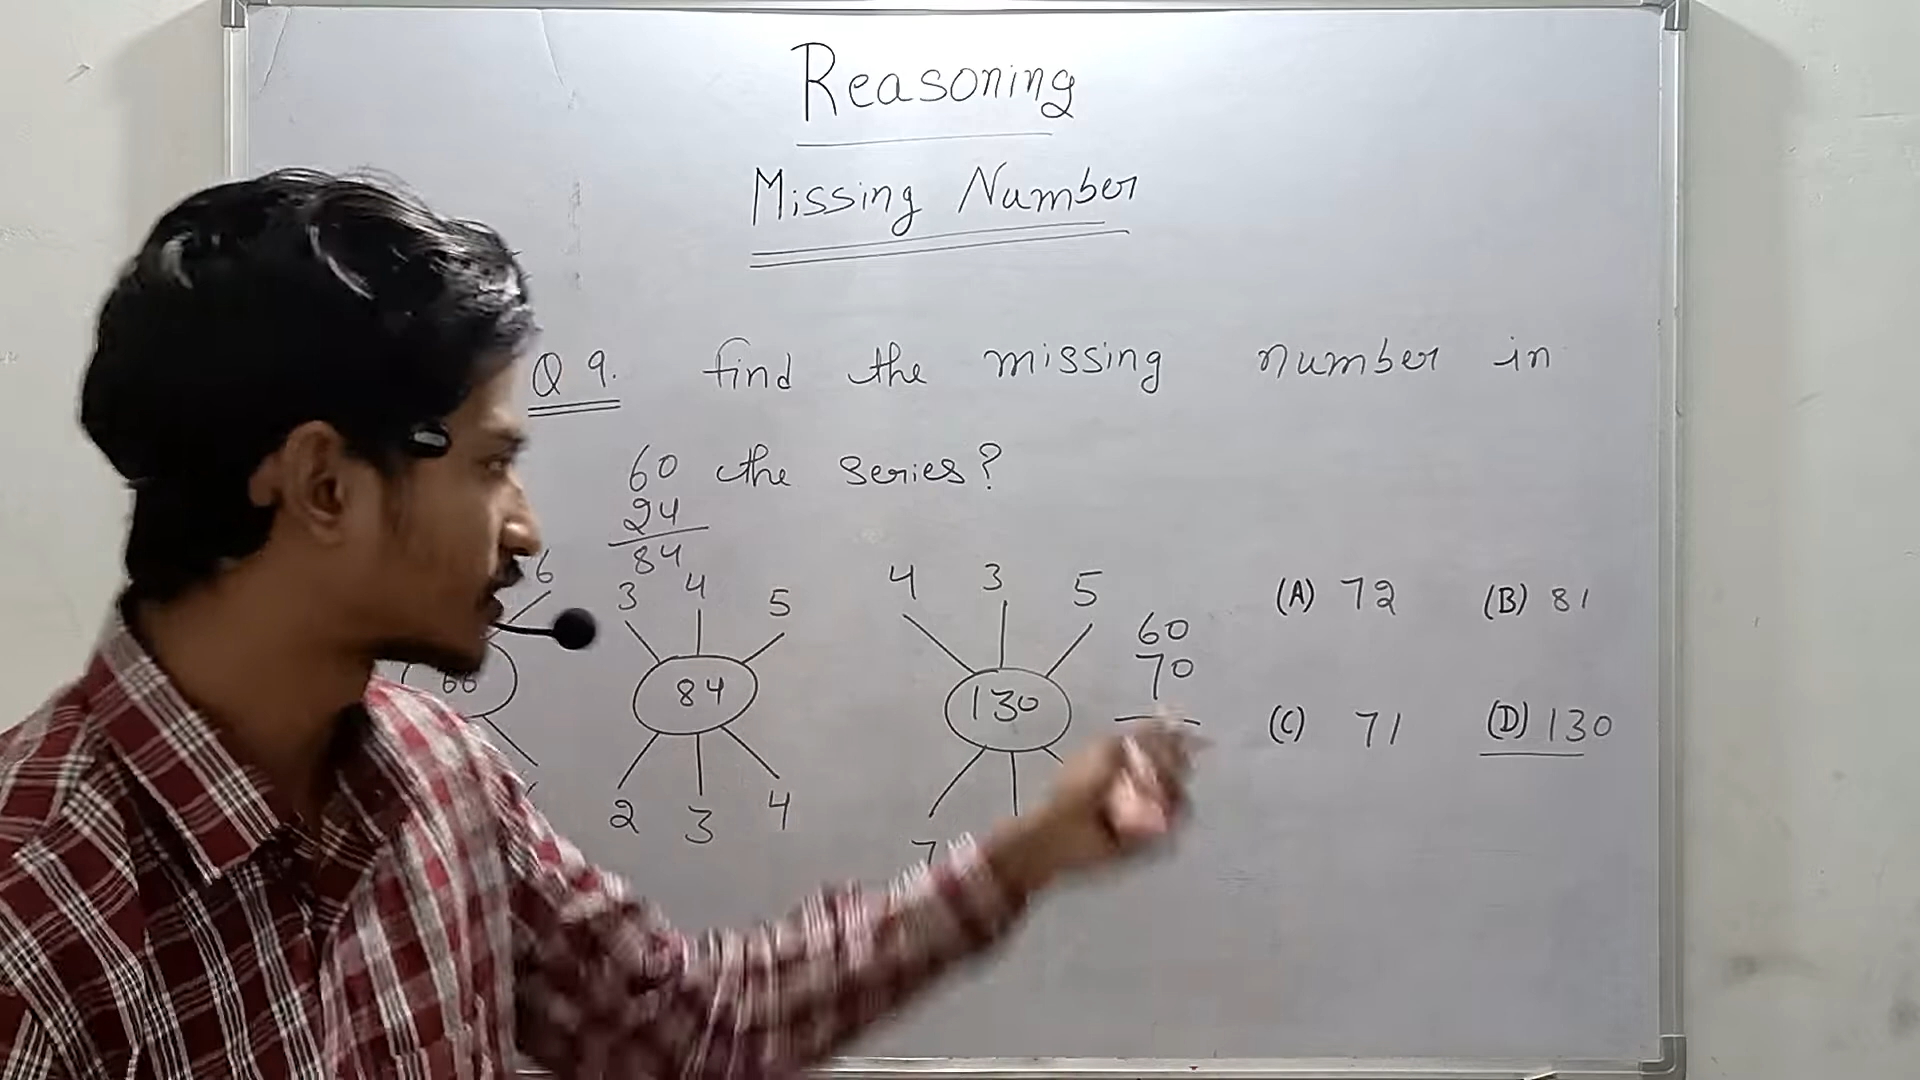 Reasoning
Missing Number
Q 9. find the missing number in
the series?
60
24
84
6
66
3 4 5
84
2 3 4
4 3 5
130
7
60
70
(A) 72 (B) 81
(C) 71 (D) 130